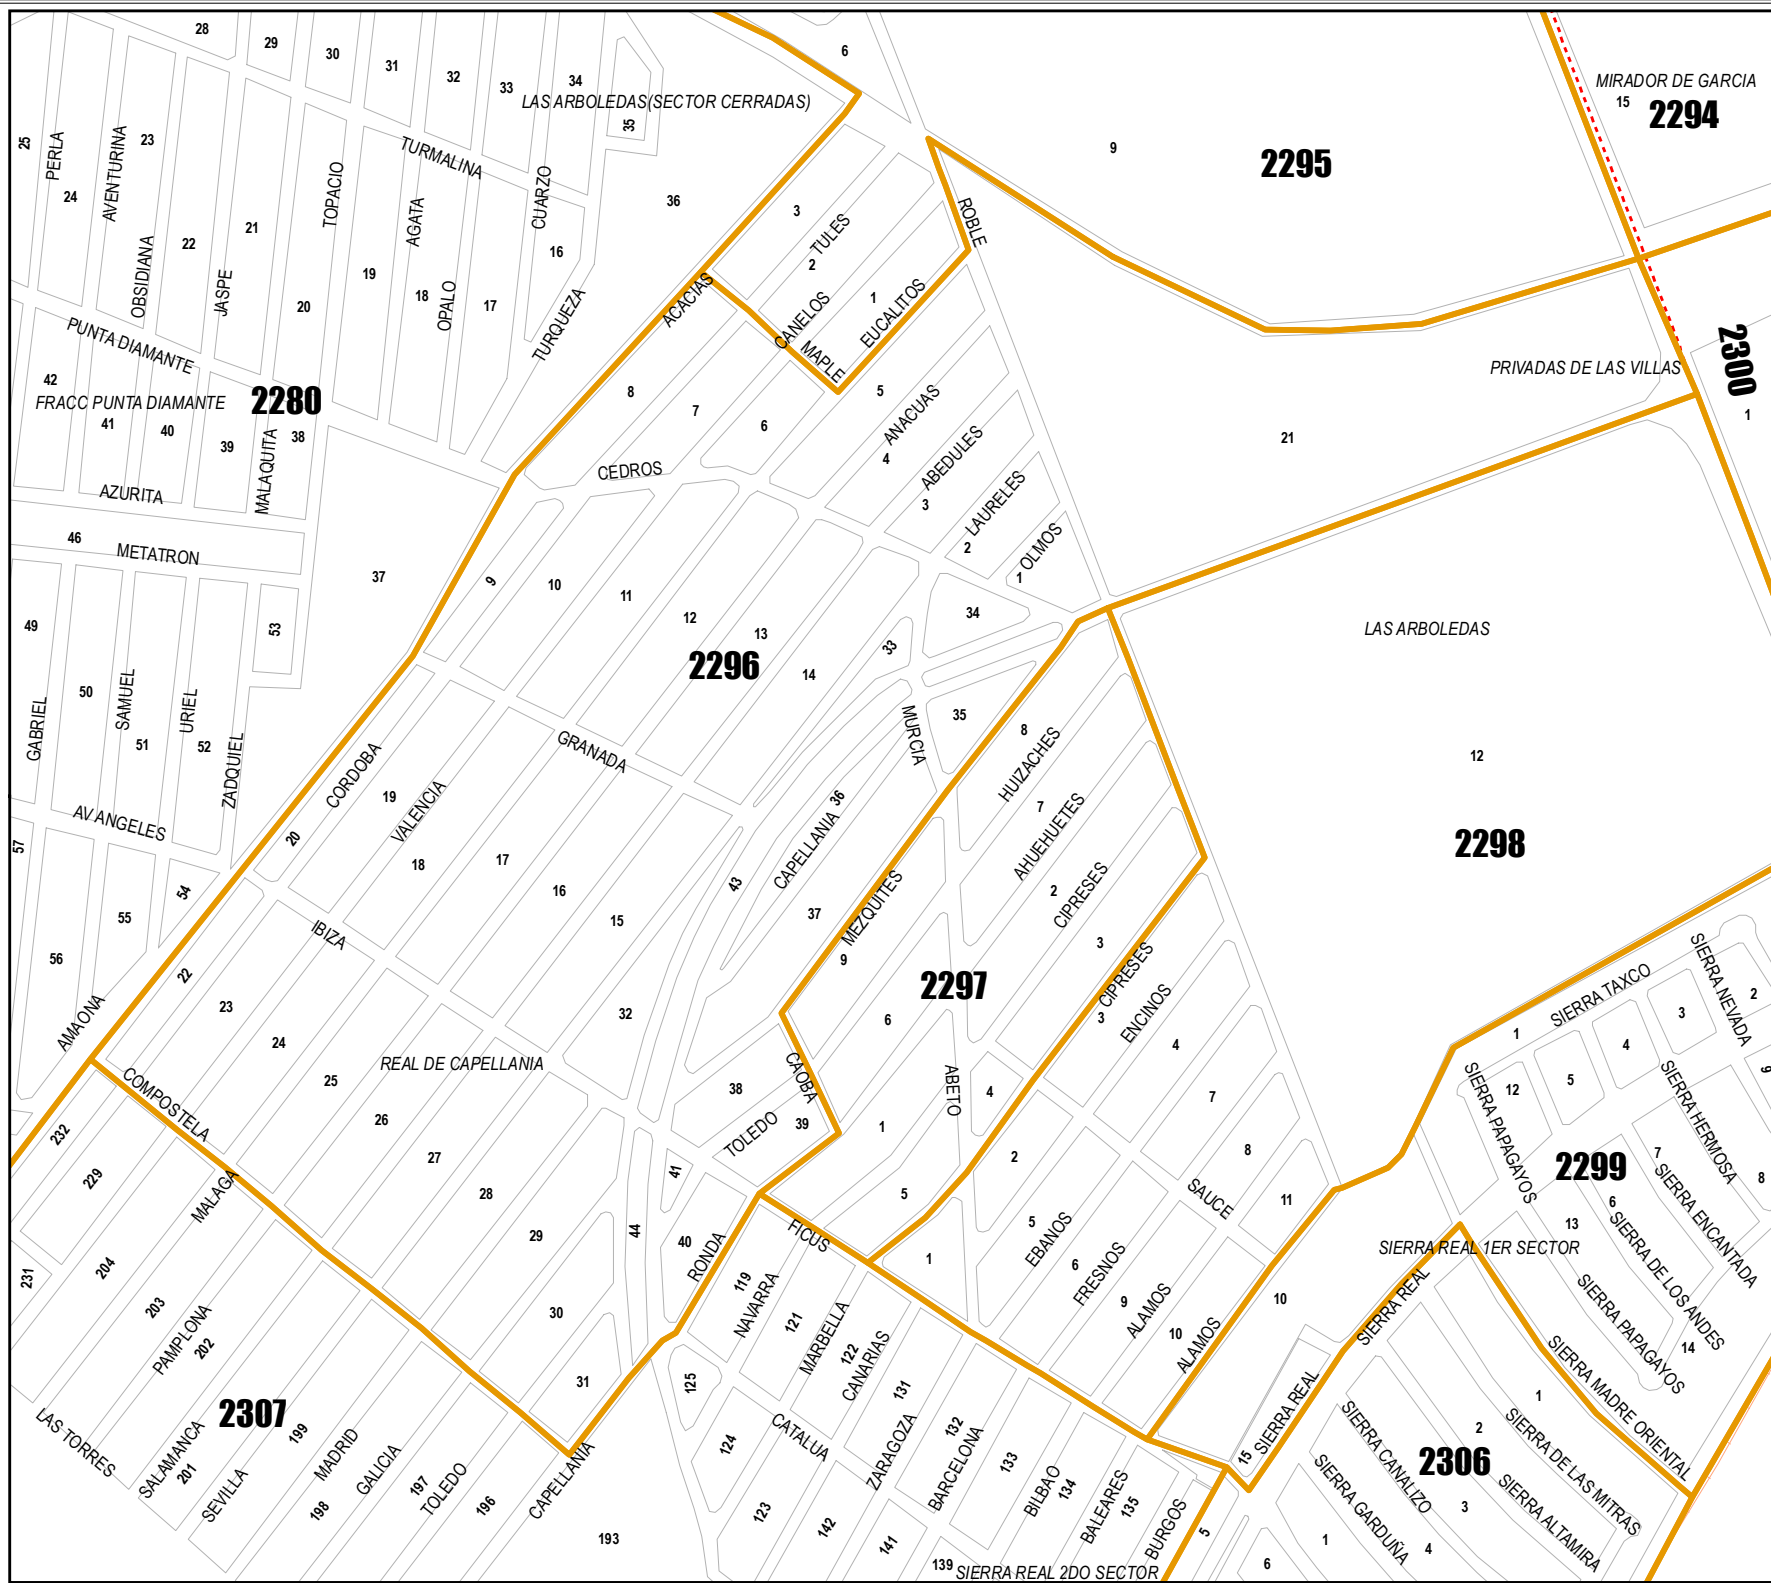 28
29
30
31
32
33
34
35
6
LAS ARBOLEDAS(SECTOR CERRADAS)
MIRADOR DE GARCIA
15
2294
9
2295
25
PERLA
24
AVENTURINA
23
OBSIDIANA
22
JASPE
21
TOPACIO
20
19
AGATA
18
OPALO
17
TURMALINA
CUARZO
16
TURQUEZA
36
3
TULES
2
CANELOS
1
EUCALITOS
ROBLE
ACACIAS
MAPLE
PUNTA DIAMANTE
42
FRACC PUNTA DIAMANTE
2280
41
40
39
MALAQUITA
38
AZURITA
46
METATRON
37
8
7
6
5
CEDROS
ANACUAS
4
ABEDULES
3
LAURELES
2
OLMOS
1
PRIVADAS DE LAS VILLAS
21
2300
1
49
GABRIEL
50
SAMUEL
51
URIEL
52
ZADQUIEL
53
9
10
11
12
13
2296
14
33
34
35
MURCIA
GRANADA
LAS ARBOLEDAS
12
2298
AV ANGELES
57
56
55
54
AMAONA
20
CORDOBA
19
VALENCIA
18
17
16
15
43
CAPELLANIA
36
37
32
IBIZA
MEZQUITES
8
HUIZACHES
7
AHUEHUETES
2
CIPRESES
3
CIPRESES
3
ENCINOS
4
9
2297
6
22
23
24
25
26
27
28
29
30
31
REAL DE CAPELLANIA
COMPOSTELA
38
TOLEDO
39
CAOBA
41
40
RONDA
44
1
ABETO
4
5
1
2
5
EBANOS
6
FRESNOS
9
ALAMOS
10
ALAMOS
7
8
SAUCE
11
10
FICUS
SIERRA TAXCO
1
SIERRA NEVADA
2
3
4
5
12
9
SIERRA PAPAGAYOS
SIERRA HERMOSA
2299
7
SIERRA ENCANTADA
8
6
13
SIERRA DE LOS ANDES
SIERRA REAL 1ER SECTOR
SIERRA PAPAGAYOS
14
SIERRA REAL
SIERRA MADRE ORIENTAL
1
SIERRA DE LAS MITRAS
2
2306
SIERRA ALTAMIRA
3
SIERRA CANALIZO
4
SIERRA GARDUÑA
1
6
5
15
SIERRA REAL
232
229
231
204
MALAGA
203
PAMPLONA
202
2307
LAS TORRES
SALAMANCA
201
SEVILLA
199
MADRID
198
GALICIA
197
TOLEDO
196
CAPELLANIA
193
119
NAVARRA
121
MARBELLA
122
CANARIAS
131
125
124
CATALUA
123
142
ZARAGOZA
141
132
BARCELONA
139
133
BILBAO
134
BALEARES
135
BURGOS
SIERRA REAL 2DO SECTOR